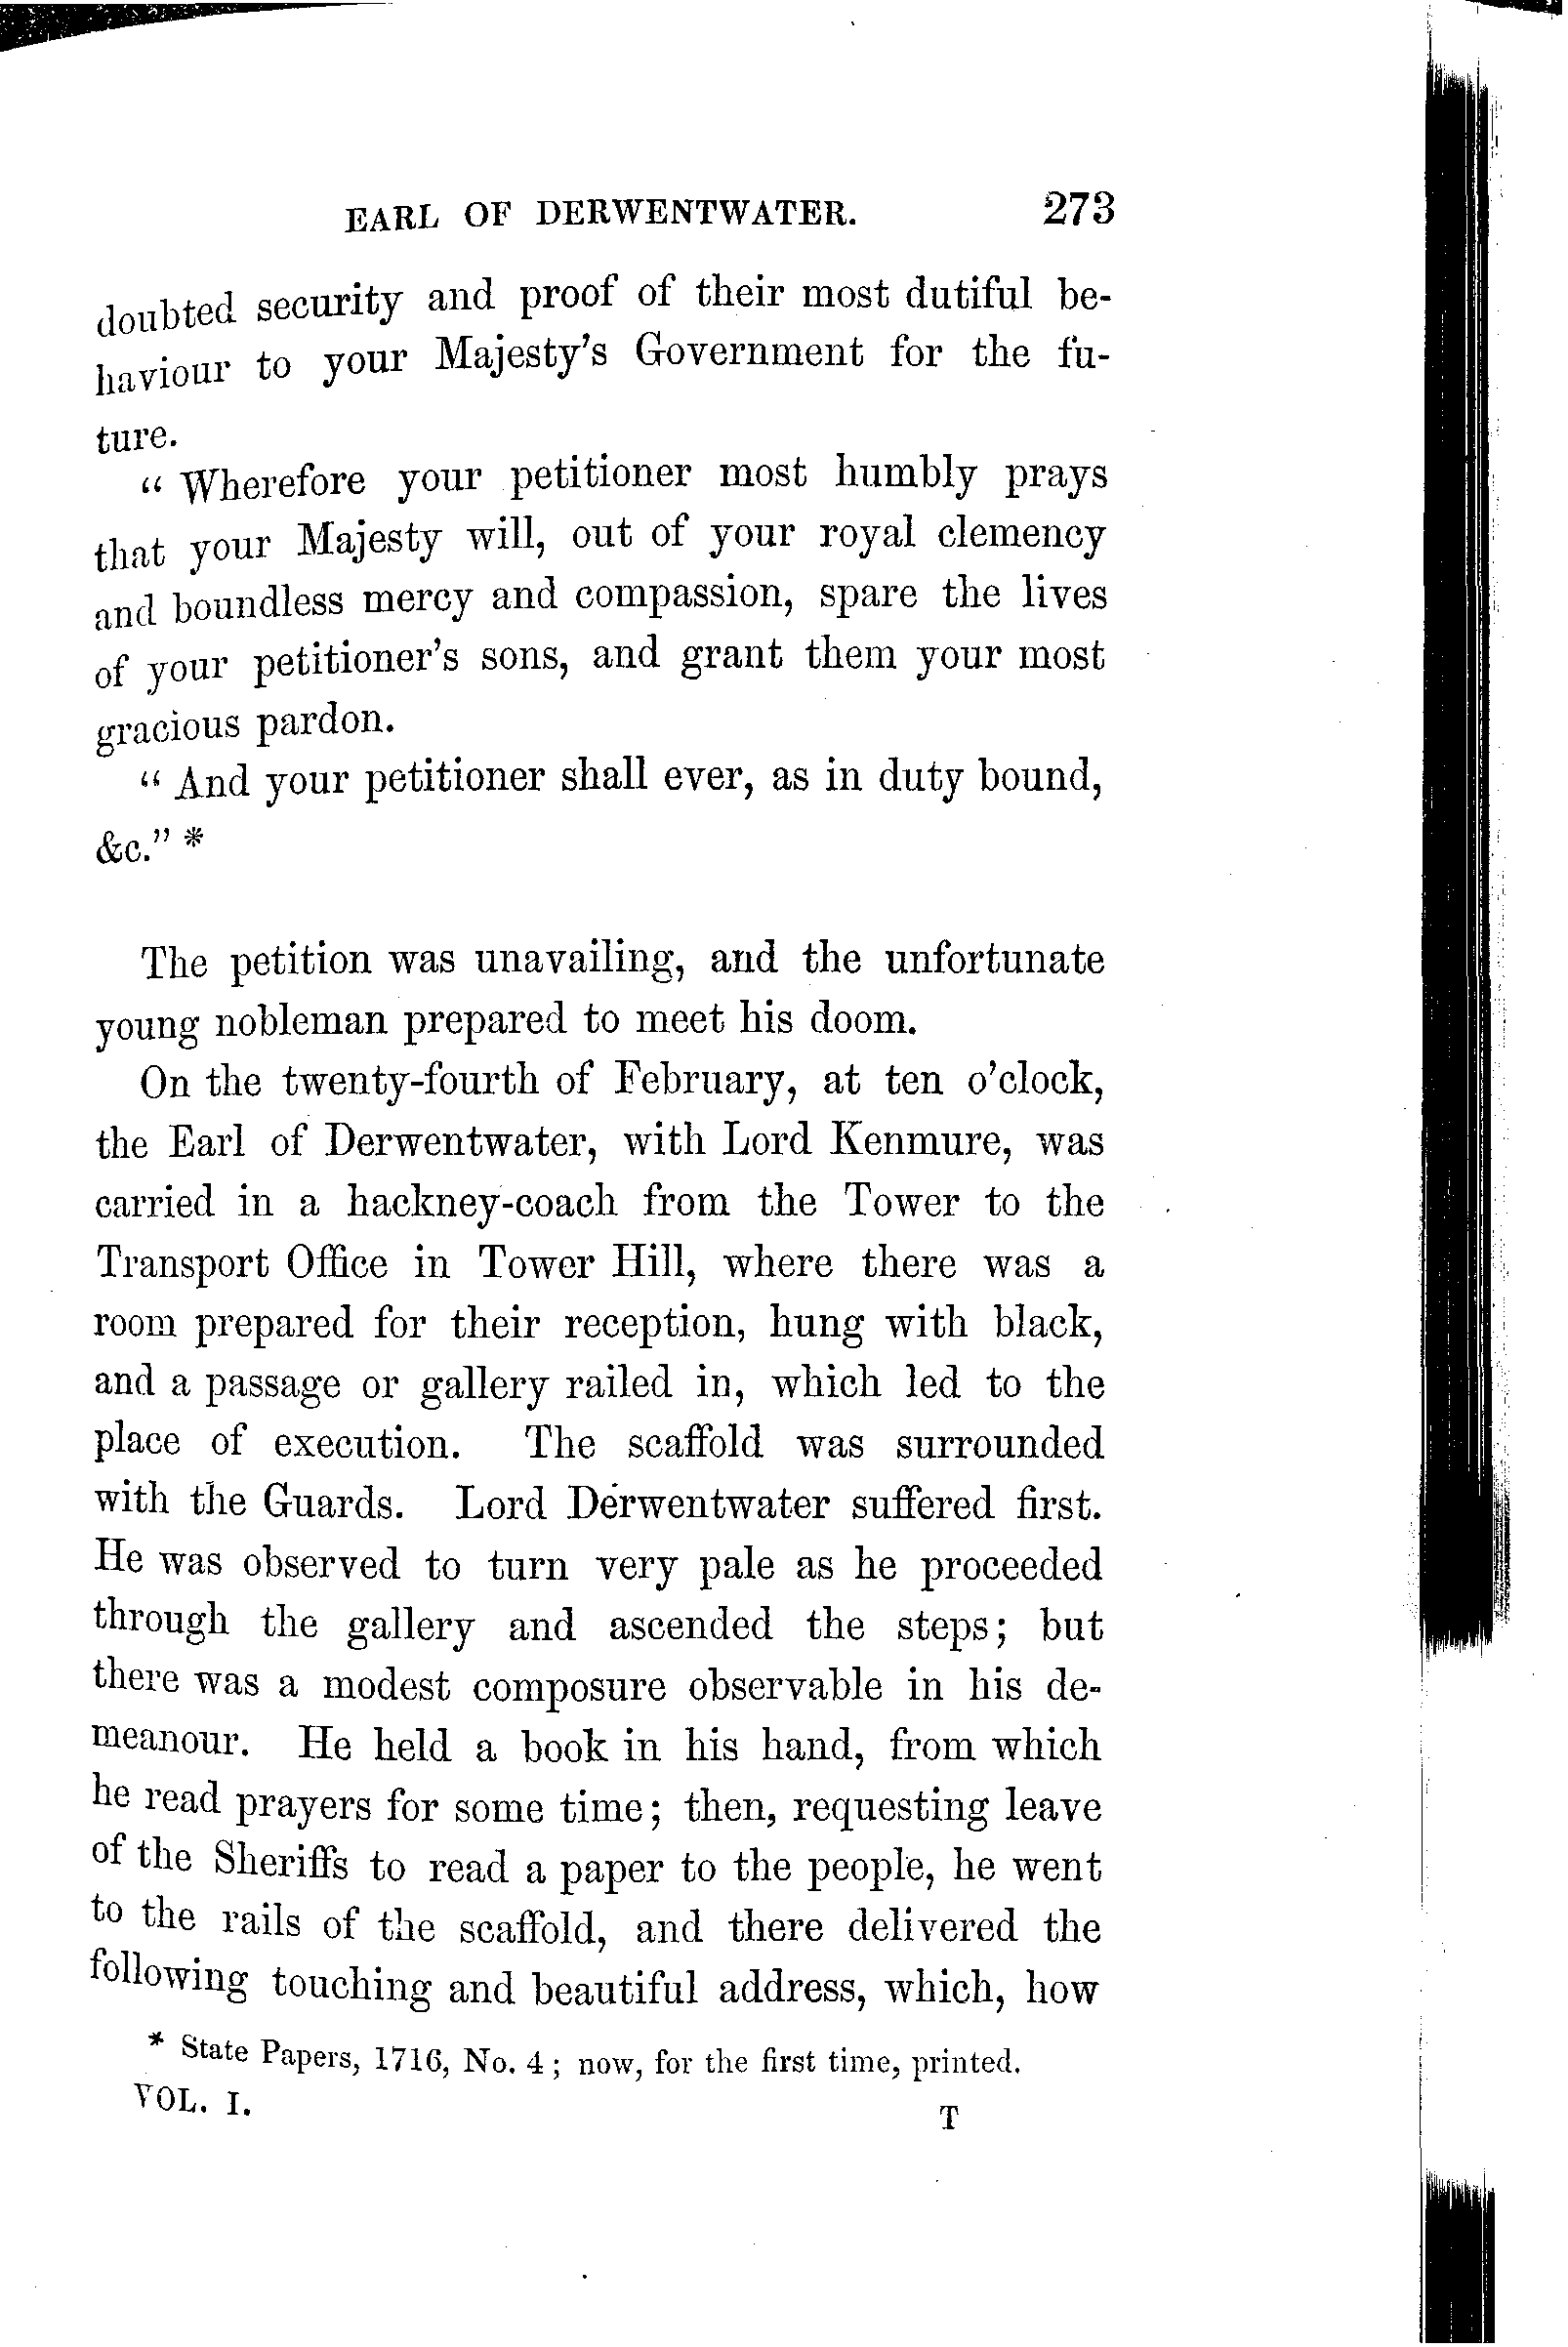 EARL OF DERWENTWATER. 273
doubted security and proof of their most dutiful be-
haviour to your Majesty's Government for the fu-
ture.
" Wherefore your petitioner most humbly prays
that your Majesty will, out of your royal clemency
and boundless mercy and compassion, spare the lives
of your petitioner's sons, and grant them your most
gracious pardon.
" And your petitioner shall ever, as in duty bound,
&c." *
The petition was unavailing, and the unfortunate
young nobleman prepared to meet his doom.
On the twenty-fourth of February, at ten o'clock,
the Earl of Derwentwater, with Lord Kenmure, was
carried in a hackney-coach from the Tower to the
Transport Office in Tower Hill, where there was a
room prepared for their reception, hung with black,
and a passage or gallery railed in, which led to the
place of execution. The scaffold was surrounded
with the Guards. Lord Derwentwater suffered first.
He was observed to turn very pale as he proceeded
through the gallery and ascended the steps; but
there was a modest composure observable in his de-
meanour. He held a book in his hand, from which
he read prayers for some time; then, requesting leave
of the Sheriffs to read a paper to the people, he went
to the rails of the scaffold, and there delivered the
following touching and beautiful address, which, how
* State Papers, 1716, No. 4; now, for the first time, printed.
VOL. I. T